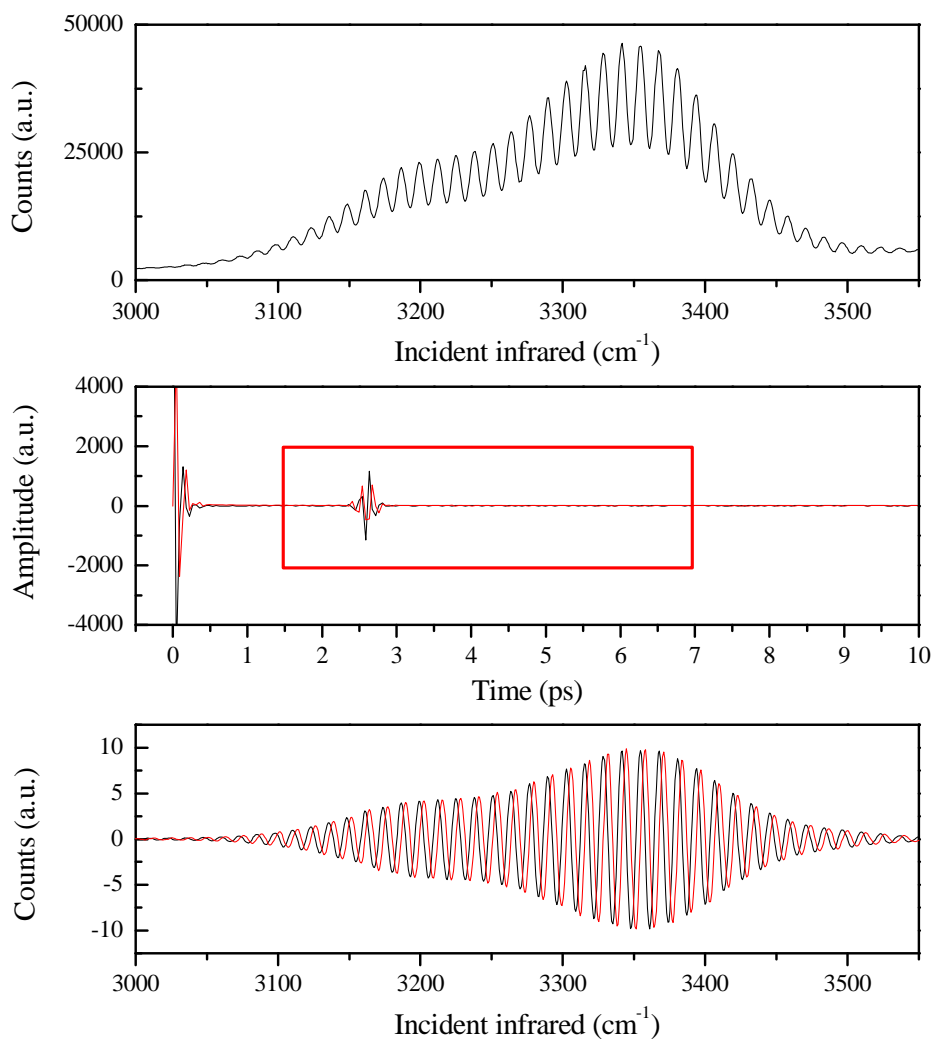 50000
25000
0
Counts (a.u.)
3000 3100 3200 3300 3400 3500
Incident infrared (cm⁻¹)
4000
2000
0
-2000
-4000
Amplitude (a.u.)
0 1 2 3 4 5 6 7 8 9 10
Time (ps)
10
5
0
-5
-10
Counts (a.u.)
3000 3100 3200 3300 3400 3500
Incident infrared (cm⁻¹)